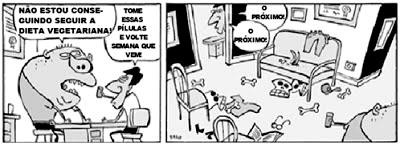 NÃO ESTOU CONSE-
GUINDO SEGUIR A
DIETA VEGETARIANA!
TOME
ESSAS
PÍLULAS
E VOLTE
SEMANA QUE
VEM!
O
PRÓXIMO!
O
PRÓXIMO!